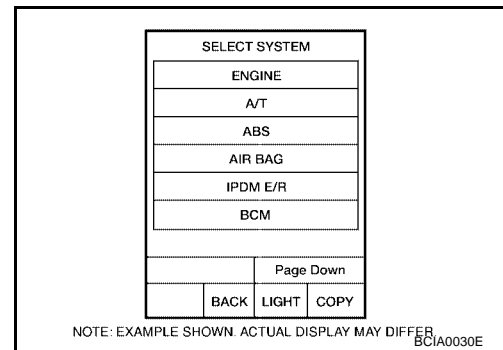 SELECT SYSTEM
ENGINE
A/T
ABS
AIR BAG
IPDM E/R
BCM
Page Down
BACK LIGHT COPY
NOTE: EXAMPLE SHOWN. ACTUAL DISPLAY MAY DIFFER.
BCIA0030E